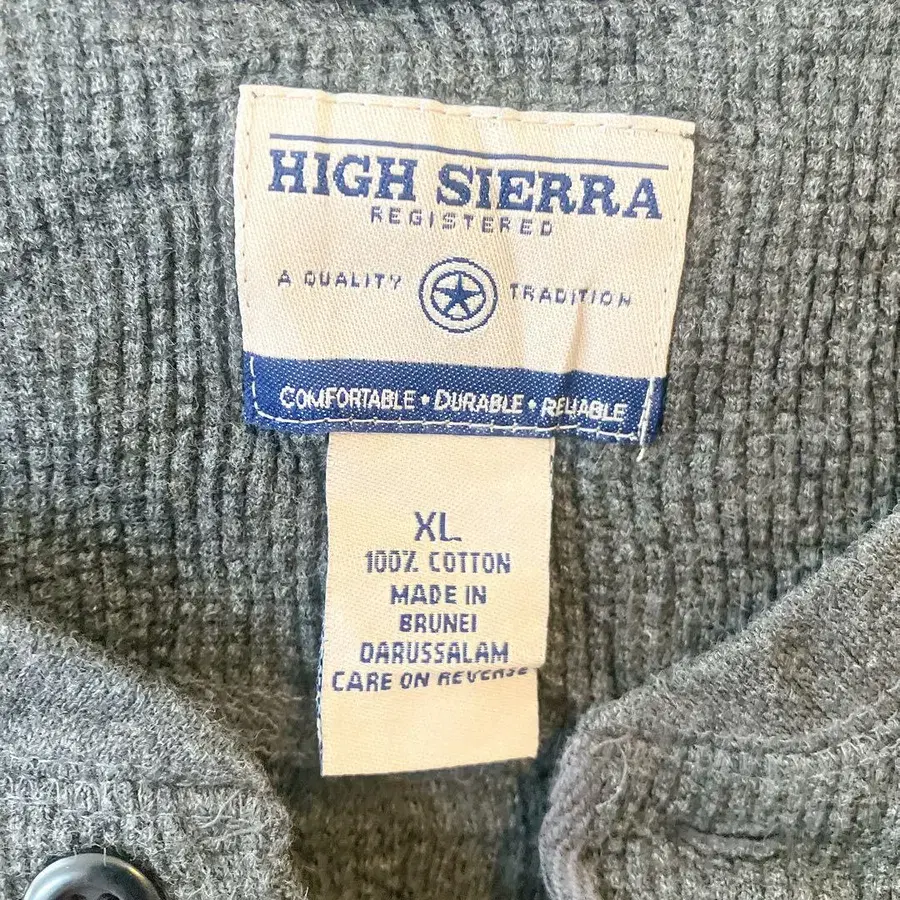 HIGH SIERRA
REGISTERED
A QUALITY TRADITION
COMFORTABLE • DURABLE • RELIABLE
XL
100% COTTON
MADE IN
BRUNEI
DARUSSALAM
CARE ON REVERSE